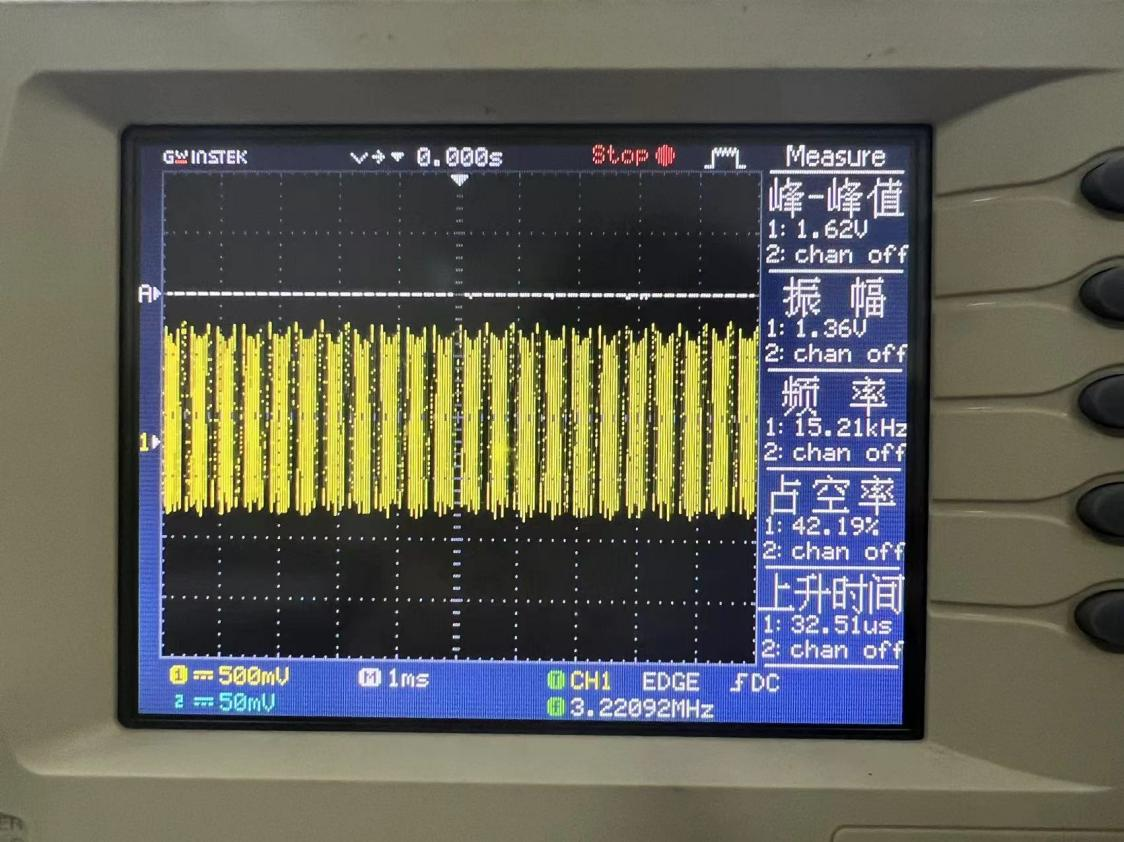 GW INSTEK
0.000s
Stop
Measure
峰-峰值
1: 1.62V
2: chan off
振 幅
1: 1.36V
2: chan off
频 率
1: 15.21kHz
2: chan off
占空率
1: 42.19%
2: chan off
上升时间
1: 32.51us
2: chan off
A
1
1 500mV
M 1ms
T CH1 EDGE DC
2 50mV
f 3.22092MHz